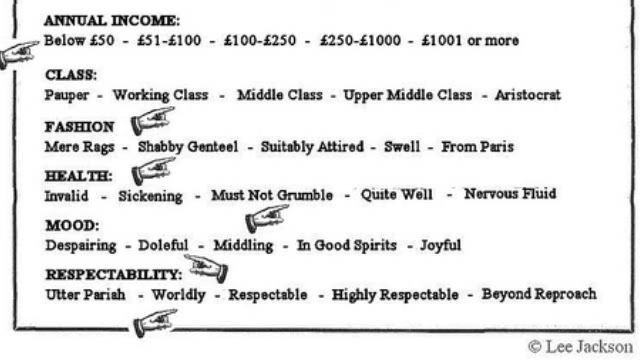 ANNUAL INCOME:
Below £50 - £51-£100 - £100-£250 - £250-£1000 - £1001 or more
CLASS:
Pauper - Working Class - Middle Class - Upper Middle Class - Aristocrat
FASHION
Mere Rags - Shabby Genteel - Suitably Attired - Swell - From Paris
HEALTH:
Invalid - Sickening - Must Not Grumble - Quite Well - Nervous Fluid
MOOD:
Despairing - Doleful - Middling - In Good Spirits - Joyful
RESPECTABILITY:
Utter Pariah - Worldly - Respectable - Highly Respectable - Beyond Reproach
© Lee Jackson